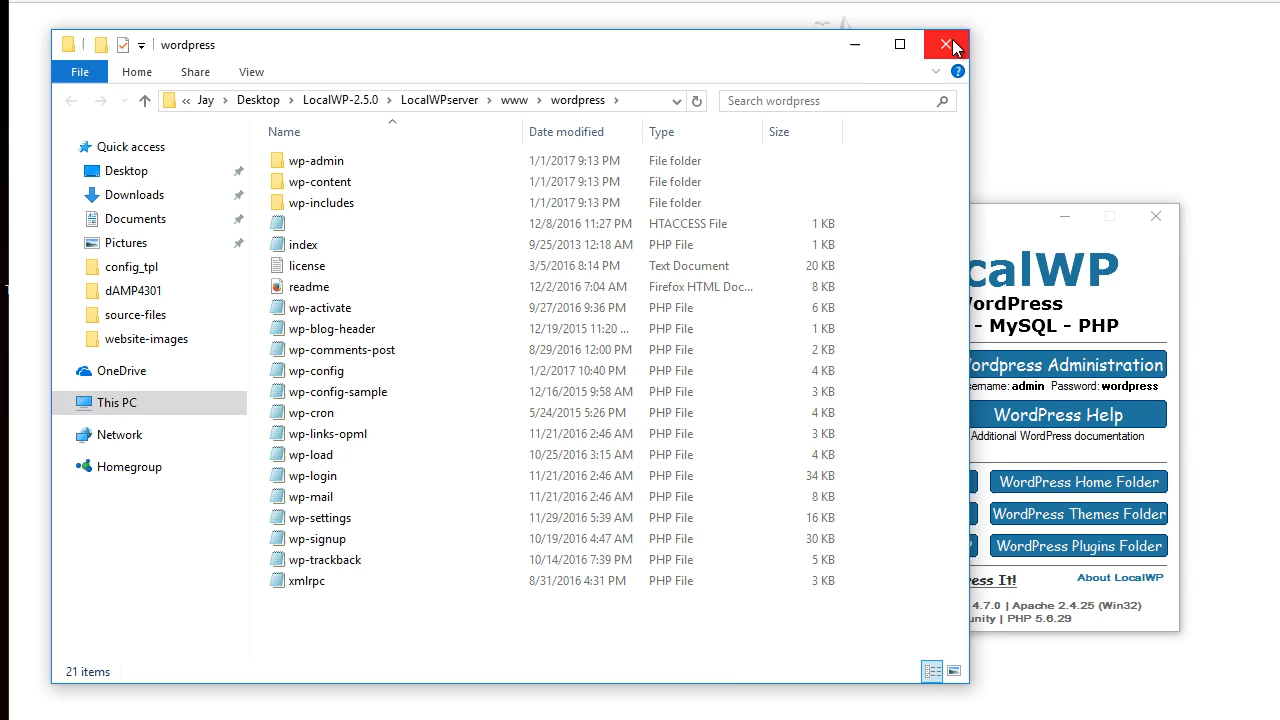 wordpress
File Home Share View
« Jay › Desktop › LocalWP-2.5.0 › LocalWPserver › www › wordpress ›
Search wordpress
Name Date modified Type Size
Quick access
Desktop
Downloads
Documents
Pictures
config_tpl
dAMP4301
source-files
website-images
OneDrive
This PC
Network
Homegroup
wp-admin 1/1/2017 9:13 PM File folder
wp-content 1/1/2017 9:13 PM File folder
wp-includes 1/1/2017 9:13 PM File folder
12/8/2016 11:27 PM HTACCESS File 1 KB
index 9/25/2013 12:18 AM PHP File 1 KB
license 3/5/2016 8:14 PM Text Document 20 KB
readme 12/2/2016 7:04 AM Firefox HTML Doc... 8 KB
wp-activate 9/27/2016 9:36 PM PHP File 6 KB
wp-blog-header 12/19/2015 11:20 ... PHP File 1 KB
wp-comments-post 8/29/2016 12:00 PM PHP File 2 KB
wp-config 1/2/2017 10:40 PM PHP File 4 KB
wp-config-sample 12/16/2015 9:58 AM PHP File 3 KB
wp-cron 5/24/2015 5:26 PM PHP File 4 KB
wp-links-opml 11/21/2016 2:46 AM PHP File 3 KB
wp-load 10/25/2016 3:15 AM PHP File 4 KB
wp-login 11/21/2016 2:46 AM PHP File 34 KB
wp-mail 11/21/2016 2:46 AM PHP File 8 KB
wp-settings 11/29/2016 5:39 AM PHP File 16 KB
wp-signup 10/19/2016 4:47 AM PHP File 30 KB
wp-trackback 10/14/2016 7:39 PM PHP File 5 KB
xmlrpc 8/31/2016 4:31 PM PHP File 3 KB
21 items
calWP
ordPress
- MySQL - PHP
ordpress Administration
sername: admin Password: wordpress
WordPress Help
Additional WordPress documentation
WordPress Home Folder
WordPress Themes Folder
WordPress Plugins Folder
ess It! About LocalWP
4.7.0 | Apache 2.4.25 (Win32)
unity | PHP 5.6.29